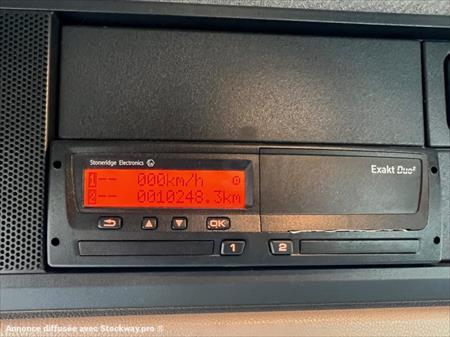 Stoneridge Electronics
Exakt Duo²
1-- 000km/h
2-- 0010248.3km
OK
1
2
Annonce diffusée avec Stockway.pro ®